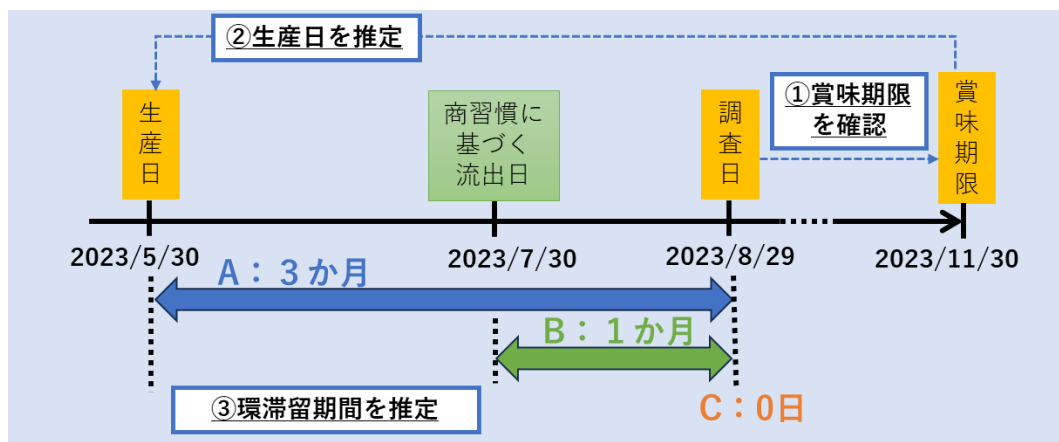 ②生産日を推定
生産日
商習慣に
基づく
流出日
調査日
①賞味期限
を確認
賞味期限
2023/5/30
2023/7/30
2023/8/29
2023/11/30
A：3か月
B：1か月
③環滞留期間を推定
C：0日